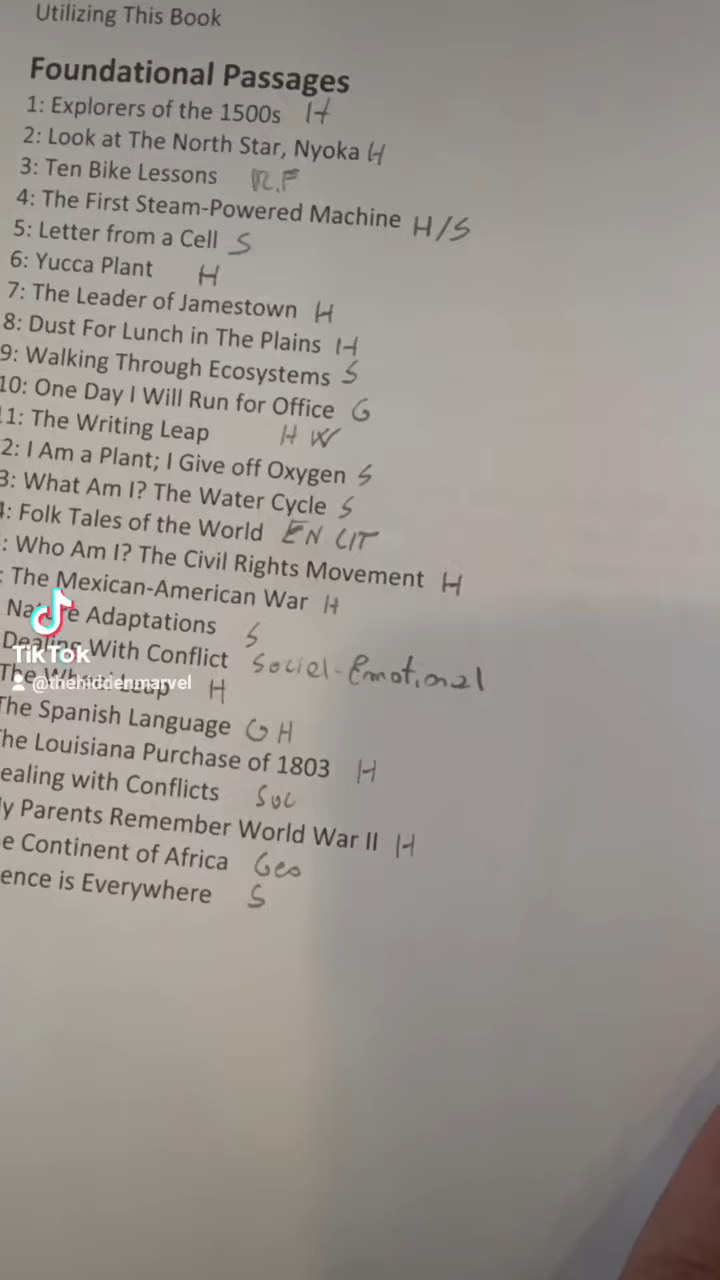 Utilizing This Book
Foundational Passages
1: Explorers of the 1500s H
2: Look at The North Star, Nyoka H
3: Ten Bike Lessons R.F
4: The First Steam-Powered Machine H/S
5: Letter from a Cell S
6: Yucca Plant H
7: The Leader of Jamestown H
8: Dust For Lunch in The Plains H
9: Walking Through Ecosystems S
10: One Day I Will Run for Office G
11: The Writing Leap H W
2: I Am a Plant; I Give off Oxygen S
3: What Am I? The Water Cycle S
4: Folk Tales of the World EN LIT
: Who Am I? The Civil Rights Movement H
: The Mexican-American War H
Nature Adaptations S
Dealing With Conflict Social-Emotional
The Leap H
The Spanish Language G H
he Louisiana Purchase of 1803 H
ealing with Conflicts Soc
y Parents Remember World War II H
e Continent of Africa Geo
ence is Everywhere S
TikTok
@thehiddenmarvel